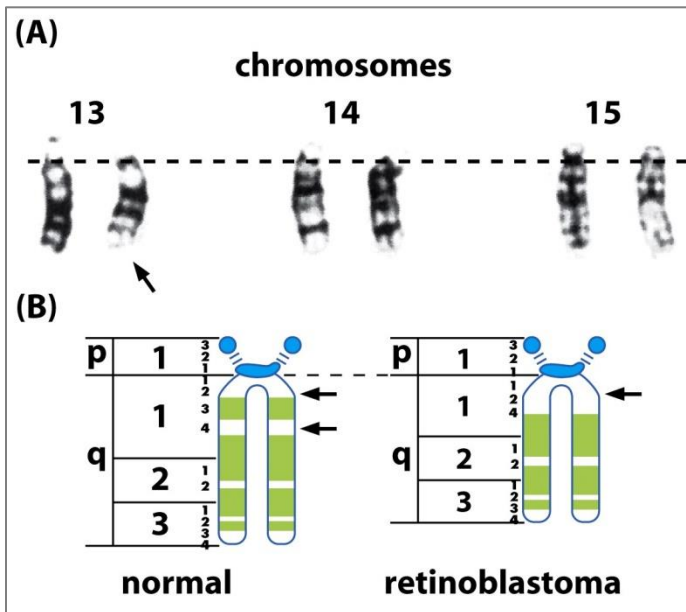 (A)
chromosomes
13 14 15
(B)
p 1 3 2 1
q 1 1 2 3 4
2 1 2
3 1 2 3 4
normal
p 1 3 2 1
q 1 1 2 4
2 1 2
3 1 2 3 4
retinoblastoma